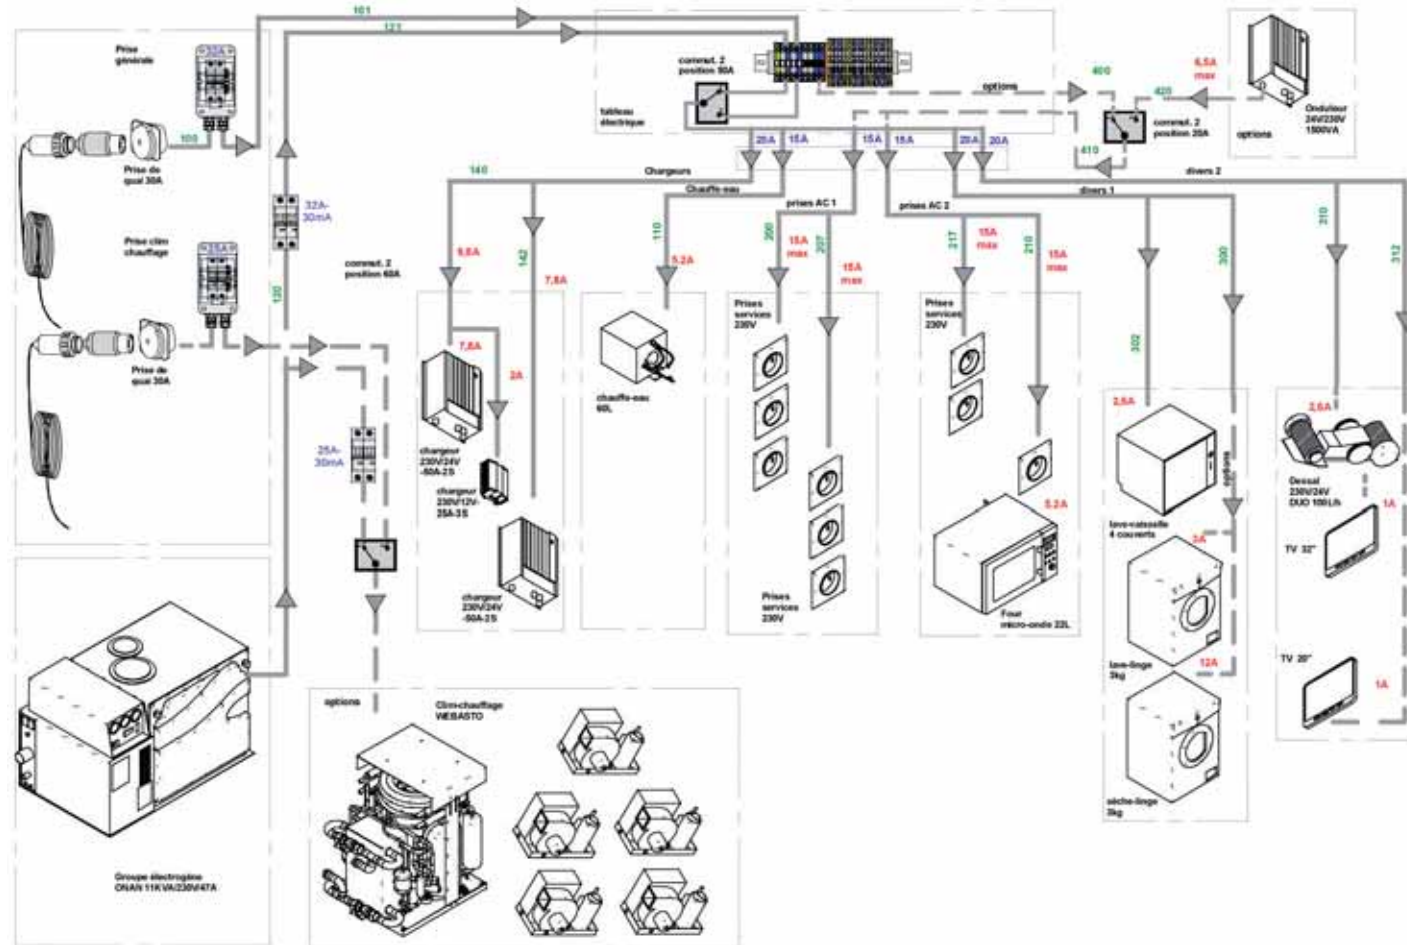 101
121
Prise
générale
32A
100
Prise de
quai 30A
32A-
30mA
Prise clim
chauffage
25A
120
Prise de
quai 30A
commut. 2
position 60A
25A-
30mA
options
Groupe électrogène
ONAN 11KVA/230V/47A
Clim-chauffage
WEBASTO
commut. 2
position 50A
tableau
électrique
options
400
420
6,5A
max
commut. 2
position 20A
410
options
Onduleur
24V/230V
1500VA
20A
15A
15A
15A
20A
20A
140
Chargeurs
Chauffe eau
prises AC 1
prises AC 2
divers 1
divers 2
142
7,8A
7,8A
2A
chargeur
230V/24V
-50A-2S
chargeur
230V/12V-
25A-3S
chargeur
230V/24V
-50A-2S
110
5.2A
chauffe-eau
60L
200
15A
max
207
15A
max
Prises
services
230V
Prises
services
230V
217
15A
max
210
15A
max
Prises
services
230V
5.2A
Four
micro-onde 22L
302
300
2,6A
options
lave-vaisselle
4 couverts
3A
lave-linge
3kg
12A
sèche-linge
3kg
310
312
2,6A
Dessal
230V/24V
DUO 100L/h
1A
TV 32"
TV 20"
1A